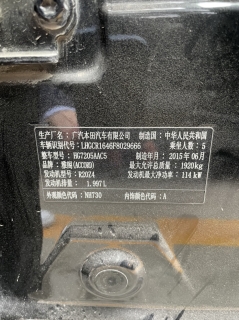 生产厂名：广汽本田汽车有限公司 制造国：中华人民共和国
车辆识别代号：LHGCR1646F8029666 乘坐人数：5
整车型号：HG7205AAC5 制造年月：2015年06月
品牌：雅阁(ACCORD) 最大允许总质量：1920kg
发动机型号：R20Z4 发动机最大净功率：114kW
发动机排量：1.997L
外观颜色代码：NH730 内饰颜色代码：A